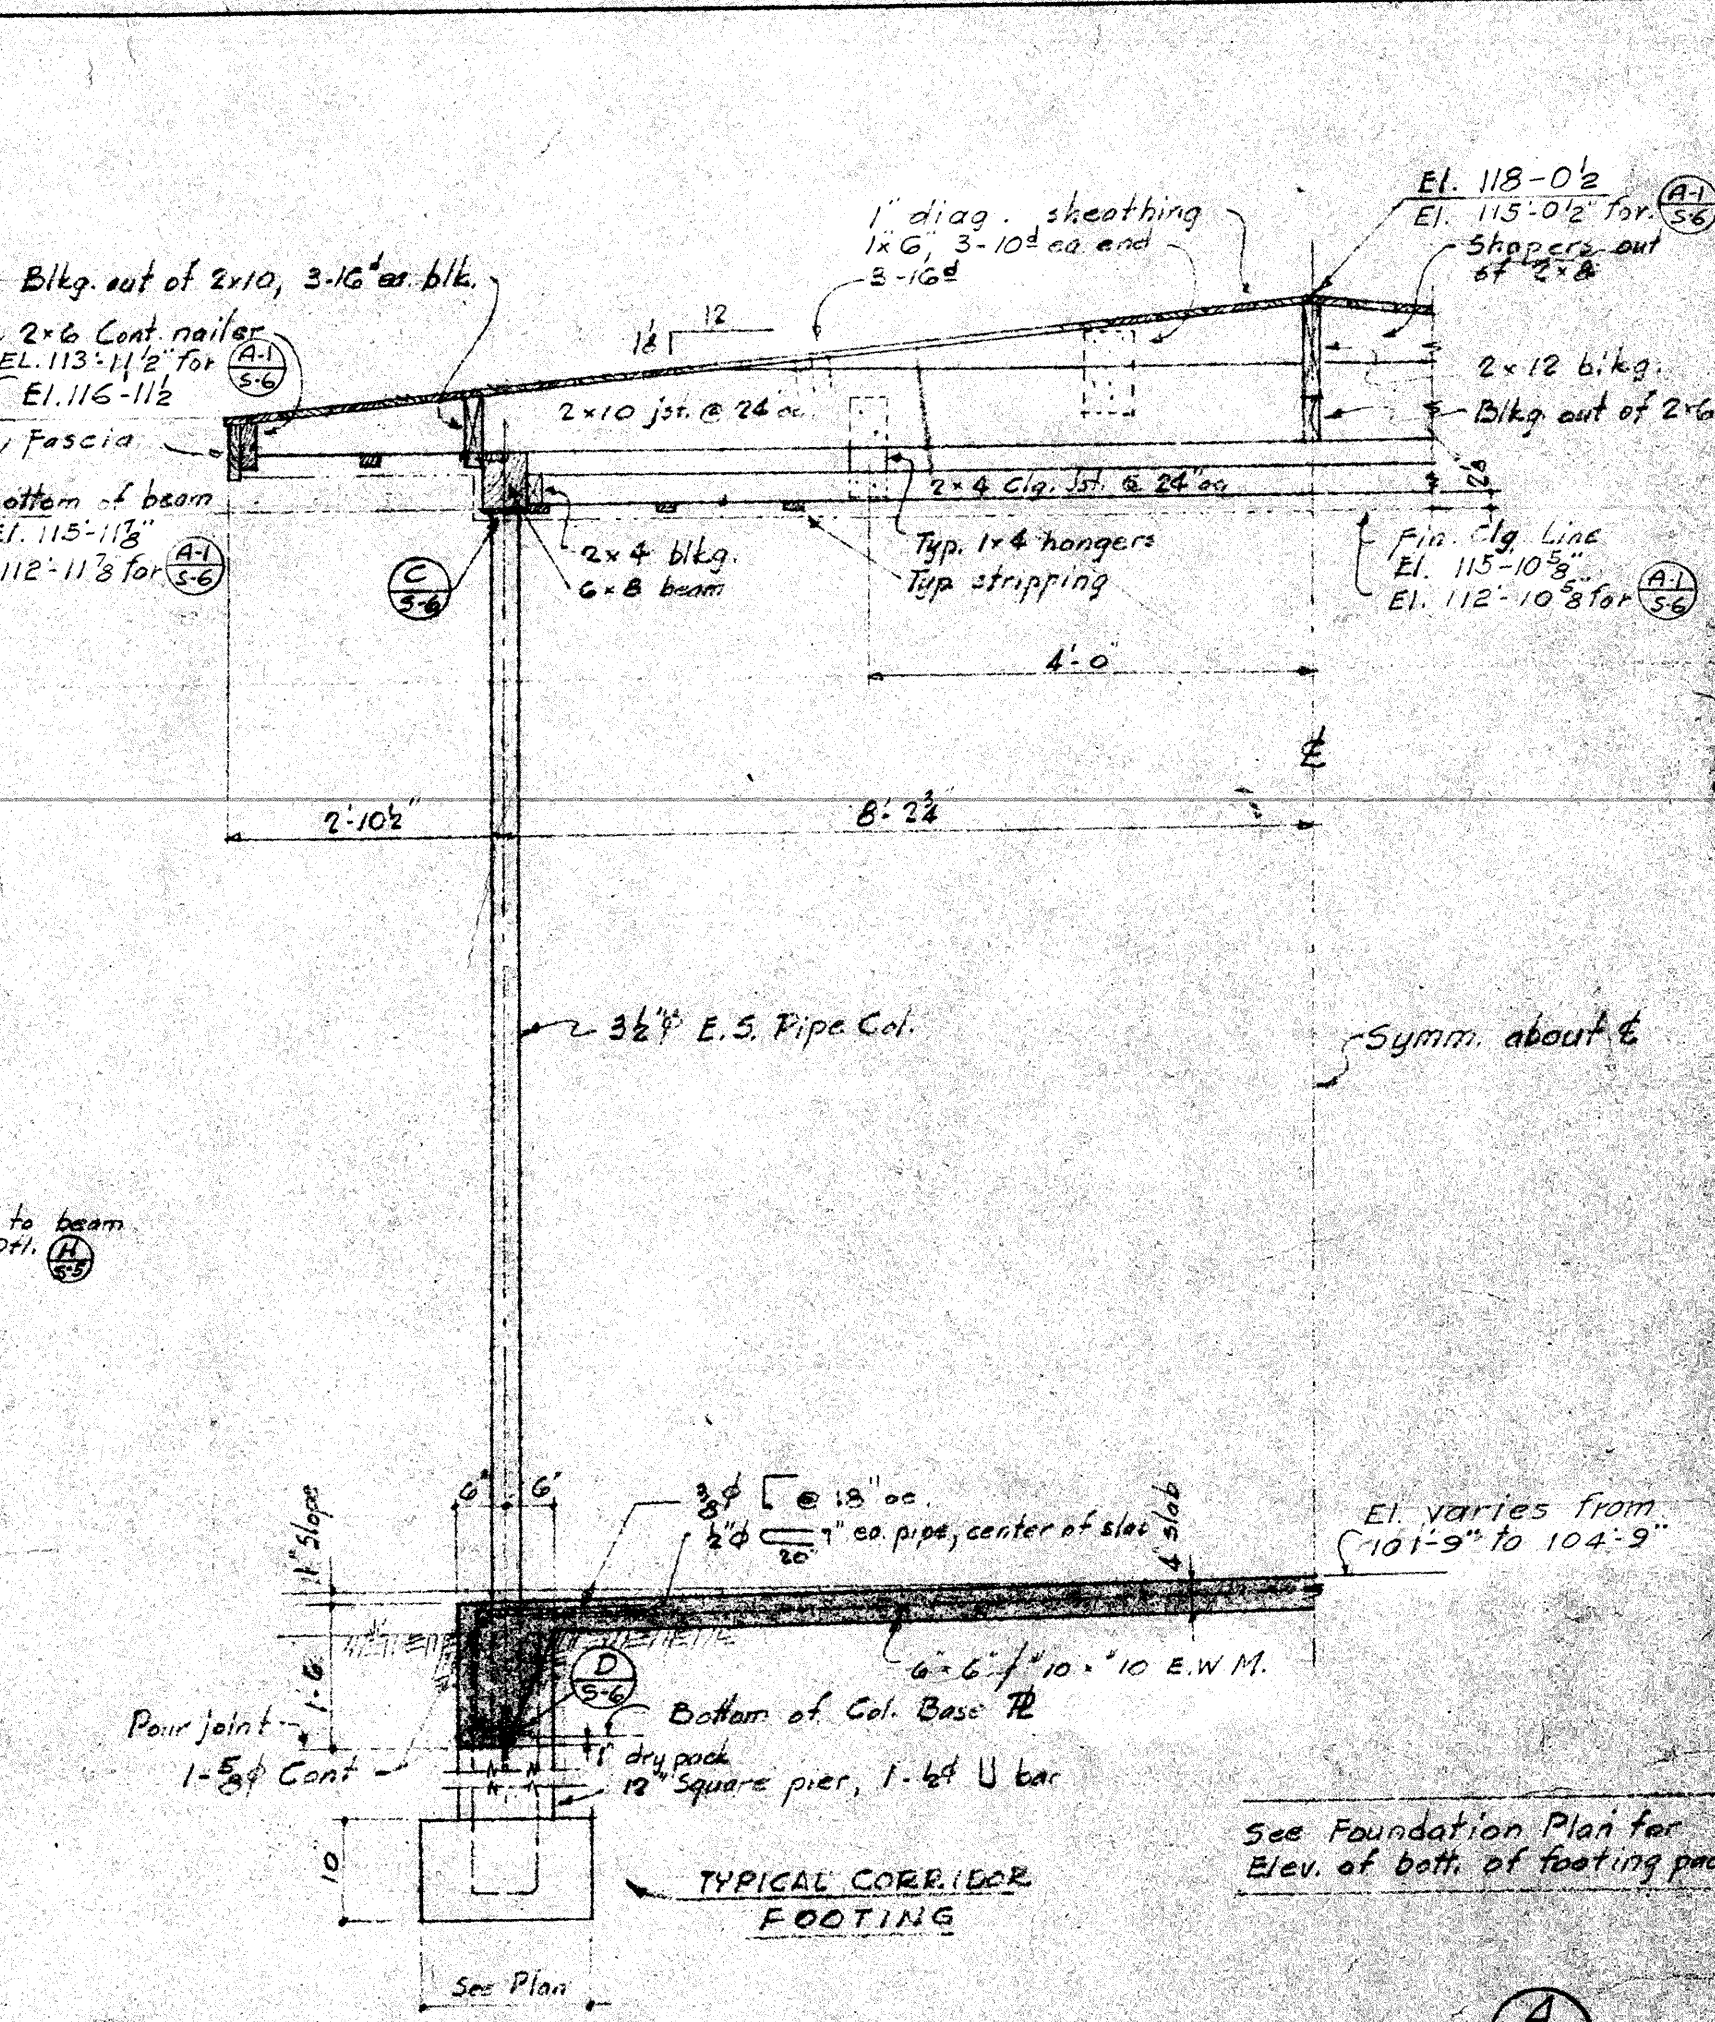 El. 118-0½
El. 115'-0½" for A-1/S-6
1" diag. sheathing
1x6, 3-10d ea end
3-16d
Shapers out
of 2x8
Blkg. out of 2x10, 3-16d ea. blk.
2x6 Cont. nailer
EL. 113'-11½" for A-1/S-6
El. 116-11½
12
2x12 blkg.
2x10 jst. @ 24" oc.
Blkg out of 2x6
Fascia
2x4 Clg. Jst. @ 24" oc
ottom of beam
El. 115-11⅞"
112'-11⅞ for A-1/S-6
C/S-6
2x4 blkg.
6x8 beam
Typ. 1x4 hangers
Typ stripping
Fin. Clg Line
El. 115-10⅝"
El. 112'-10⅝ for A-1/S-6
4'-0"
℄
2'-10½"
8'-2¾"
3½"ϕ E.S. Pipe Col.
Symm. about ℄
to beam
H/S-5
6" 6"
⅜ϕ @ 18" oc.
½"ϕ 7" ea. pipe, center of slab
20"
Slope
4" slab
El. varies from
101'-9" to 104'-9"
1'-6
D/S-6
6" x 6" / #10 x #10 E.W.M.
Bottom of Col. Base ℞
Pour joint
1" dry pack
1-⅝ϕ Cont
12" Square pier, 1-½ϕ U bar
10
See Foundation Plan for
Elev. of bott. of footing
TYPICAL CORRIDOR
FOOTING
See Plan
A